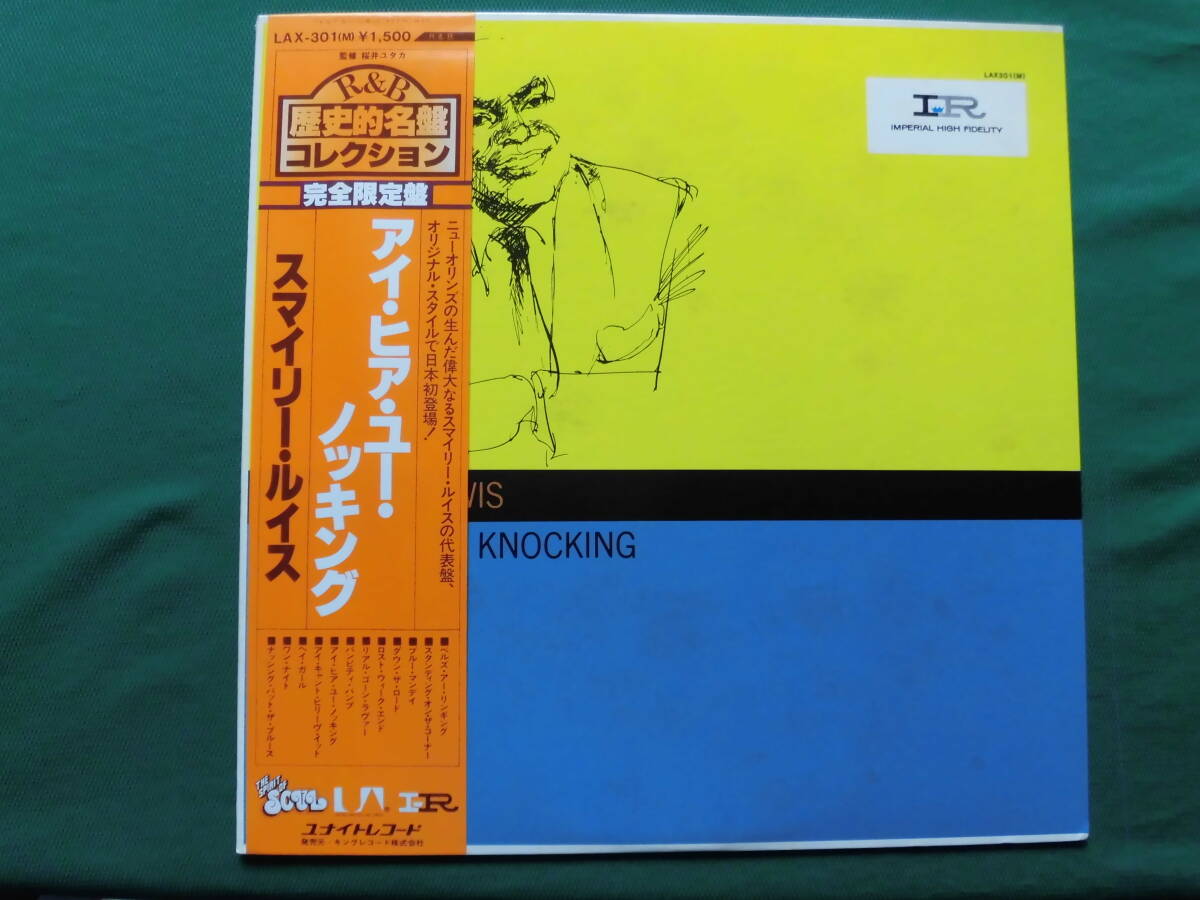 LAX-301(M) ¥1,500
監修 桜井ユタカ
R&B
歴史的名盤
コレクション
完全限定盤
ニューオリンズの生んだ偉大なるスマイリー・ルイスの代表盤、
オリジナル・スタイルで日本初登場!
アイ・ヒア・ユー・
ノッキング
スマイリー・ルイス
■ベルズ・アー・リンギング
■スタンディング・オン・ザ・コーナー
■ブルー・マンデイ
■ダウン・ザ・ロード
■ロスト・ウィーク・エンド
■リアル・ゴーン・ラヴァー
■バンピティ・バンプ
■アイ・ヒア・ユー・ノッキング
■アイ・キャント・ビリーヴ・イット
■ヘイ・ガール
■ワン・ナイト
■ナッシング・バット・ザ・ブルース
THE SPIRIT OF SOUL
UA
IR
ユナイトレコード
発売元/キングレコード株式会社
LAX301(M)
IR
IMPERIAL HIGH FIDELITY
WIS
KNOCKING